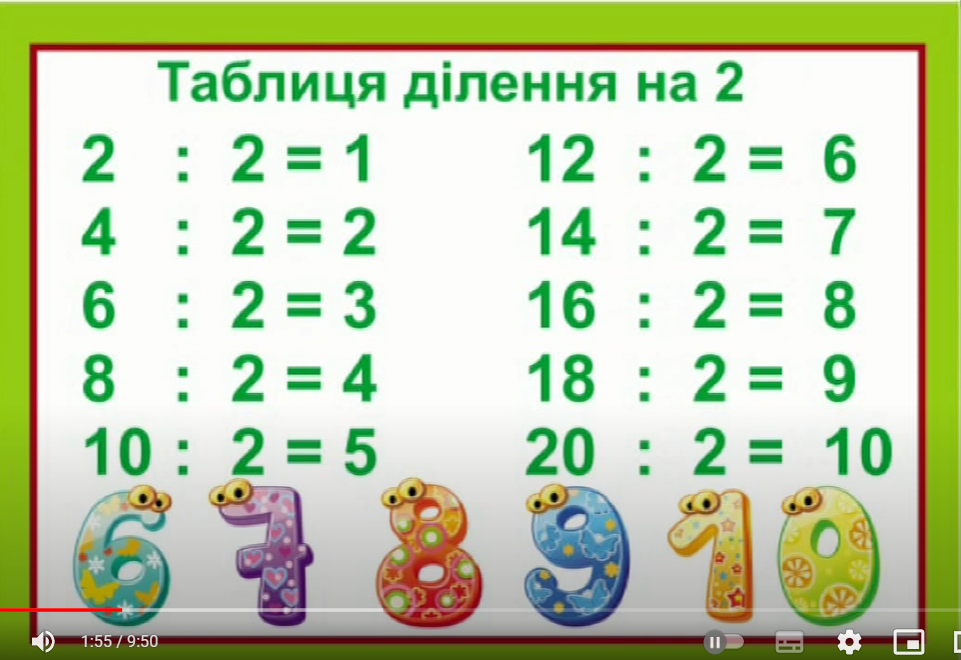 Таблиця ділення на 2
2 : 2 = 1
4 : 2 = 2
6 : 2 = 3
8 : 2 = 4
10 : 2 = 5
12 : 2 = 6
14 : 2 = 7
16 : 2 = 8
18 : 2 = 9
20 : 2 = 10
6 7 8 9 10
1:55 / 9:50